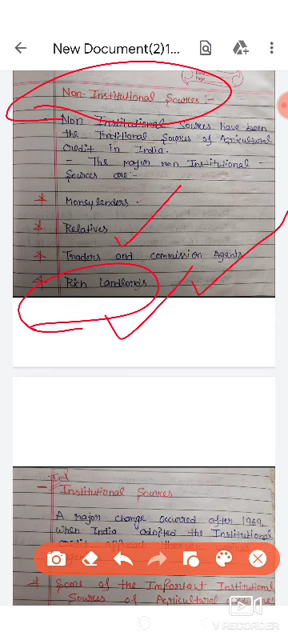 New Document(2)1...
Non-Institutional Sources :-
Non Institutional Sources have been
the Traditional Sources of Agricultural
Credit in India.
- The major non Institutional -
Sources are -
* Money lenders -
* Relatives
* Traders and commission Agents
* Rich Landlords
- Institutional Sources
A major change occurred after 1969
when India adopted the Institutional
* Some of the Important Institutional
Sources of Agricultural
V RECORDER